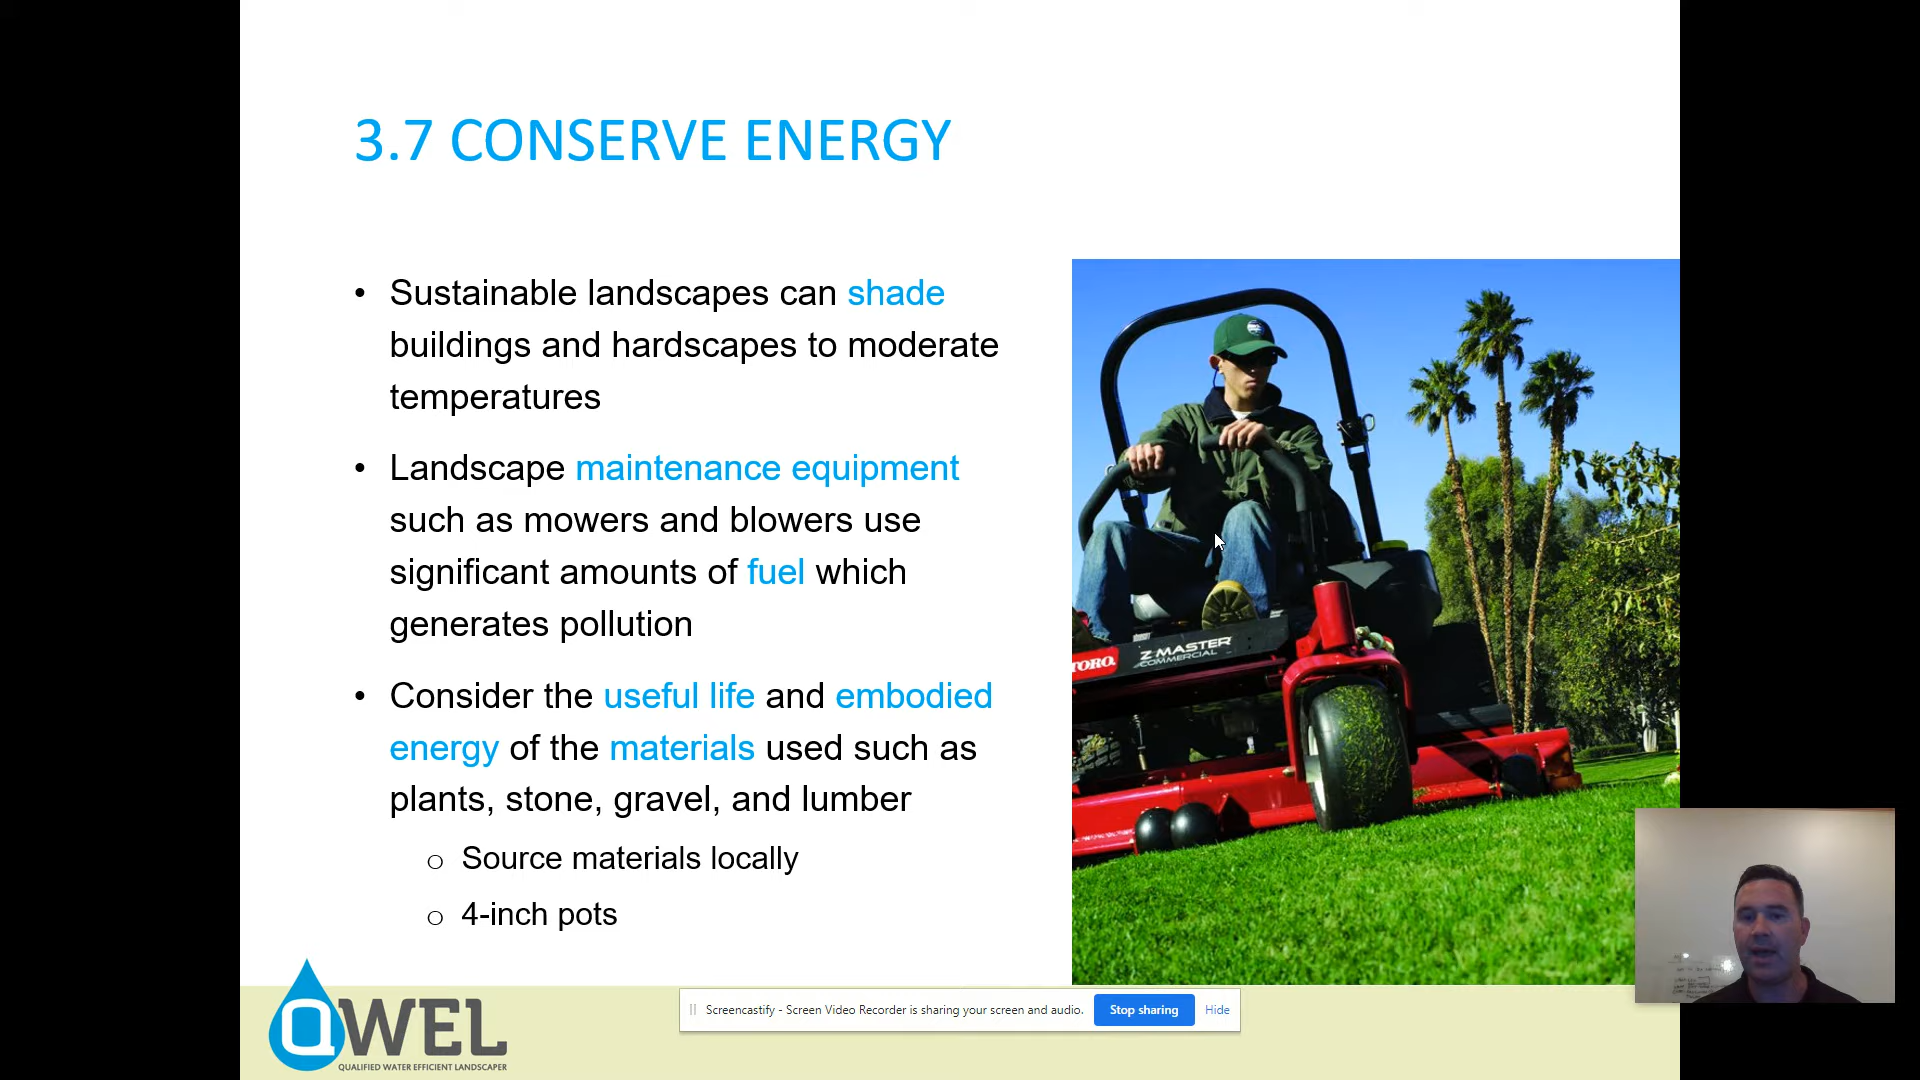 3.7 CONSERVE ENERGY
• Sustainable landscapes can shade
buildings and hardscapes to moderate
temperatures
• Landscape maintenance equipment
such as mowers and blowers use
significant amounts of fuel which
generates pollution
• Consider the useful life and embodied
energy of the materials used such as
plants, stone, gravel, and lumber
o Source materials locally
o 4-inch pots
TORO
Z MASTER
COMMERCIAL
QWEL
QUALIFIED WATER EFFICIENT LANDSCAPER
Screencastify - Screen Video Recorder is sharing your screen and audio. Stop sharing Hide